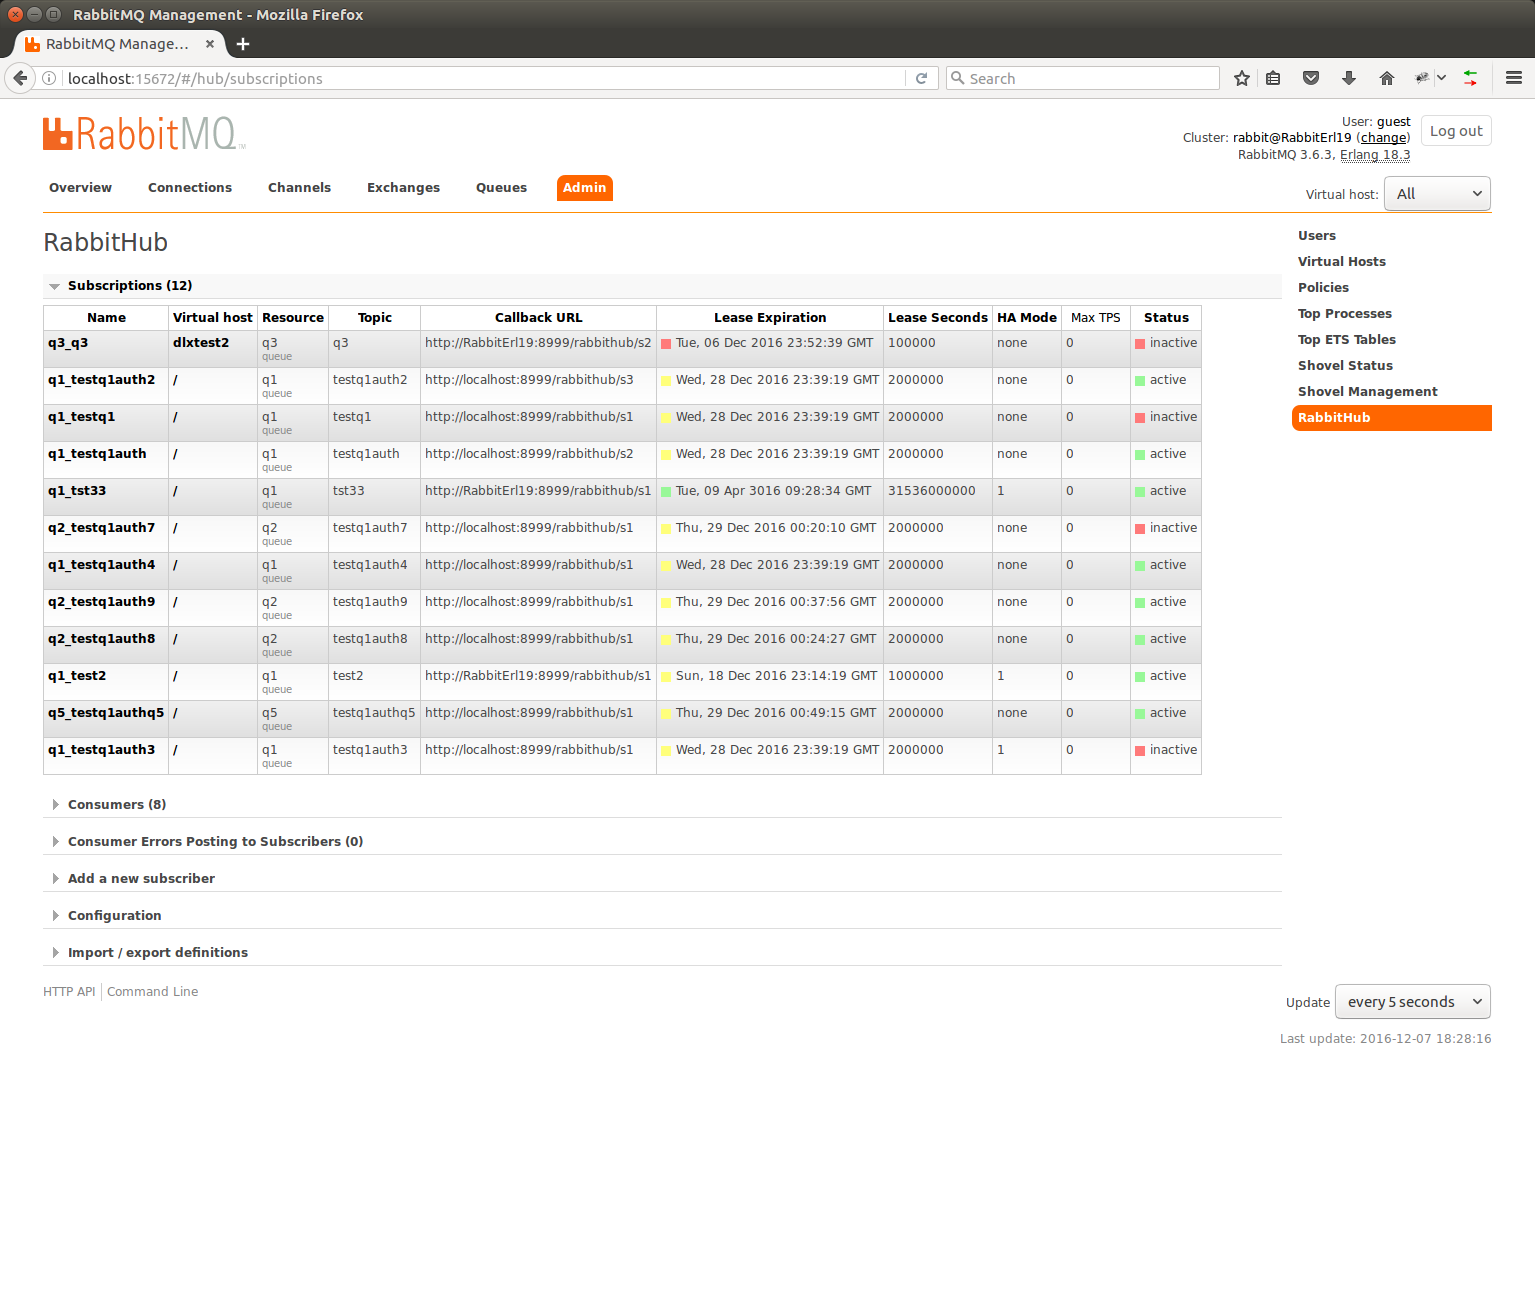 RabbitMQ Management - Mozilla Firefox
RabbitMQ Manage...
localhost:15672/#/hub/subscriptions
Search
RabbitMQ TM
User: guest
Cluster: rabbit@RabbitErl19 (change)
RabbitMQ 3.6.3, Erlang 18.3
Log out
Overview Connections Channels Exchanges Queues Admin
Virtual host: All
RabbitHub
Users
Virtual Hosts
Policies
Top Processes
Top ETS Tables
Shovel Status
Shovel Management
RabbitHub
Subscriptions (12)
Name Virtual host Resource Topic Callback URL Lease Expiration Lease Seconds HA Mode Max TPS Status
q3_q3 dlxtest2 q3 q3 http://RabbitErl19:8999/rabbithub/s2 Tue, 06 Dec 2016 23:52:39 GMT 100000 none 0 inactive
queue
q1_testq1auth2 / q1 testq1auth2 http://localhost:8999/rabbithub/s3 Wed, 28 Dec 2016 23:39:19 GMT 2000000 none 0 active
queue
q1_testq1 / q1 testq1 http://localhost:8999/rabbithub/s1 Wed, 28 Dec 2016 23:39:19 GMT 2000000 none 0 inactive
queue
q1_testq1auth / q1 testq1auth http://localhost:8999/rabbithub/s2 Wed, 28 Dec 2016 23:39:19 GMT 2000000 none 0 active
queue
q1_tst33 / q1 tst33 http://RabbitErl19:8999/rabbithub/s1 Tue, 09 Apr 3016 09:28:34 GMT 31536000000 1 0 active
queue
q2_testq1auth7 / q2 testq1auth7 http://localhost:8999/rabbithub/s1 Thu, 29 Dec 2016 00:20:10 GMT 2000000 none 0 inactive
queue
q1_testq1auth4 / q1 testq1auth4 http://localhost:8999/rabbithub/s1 Wed, 28 Dec 2016 23:39:19 GMT 2000000 none 0 active
queue
q2_testq1auth9 / q2 testq1auth9 http://localhost:8999/rabbithub/s1 Thu, 29 Dec 2016 00:37:56 GMT 2000000 none 0 active
queue
q2_testq1auth8 / q2 testq1auth8 http://localhost:8999/rabbithub/s1 Thu, 29 Dec 2016 00:24:27 GMT 2000000 none 0 active
queue
q1_test2 / q1 test2 http://RabbitErl19:8999/rabbithub/s1 Sun, 18 Dec 2016 23:14:19 GMT 1000000 1 0 active
queue
q5_testq1authq5 / q5 testq1authq5 http://localhost:8999/rabbithub/s1 Thu, 29 Dec 2016 00:49:15 GMT 2000000 none 0 active
queue
q1_testq1auth3 / q1 testq1auth3 http://localhost:8999/rabbithub/s1 Wed, 28 Dec 2016 23:39:19 GMT 2000000 1 0 inactive
queue
Consumers (8)
Consumer Errors Posting to Subscribers (0)
Add a new subscriber
Configuration
Import / export definitions
HTTP API Command Line
Update every 5 seconds
Last update: 2016-12-07 18:28:16